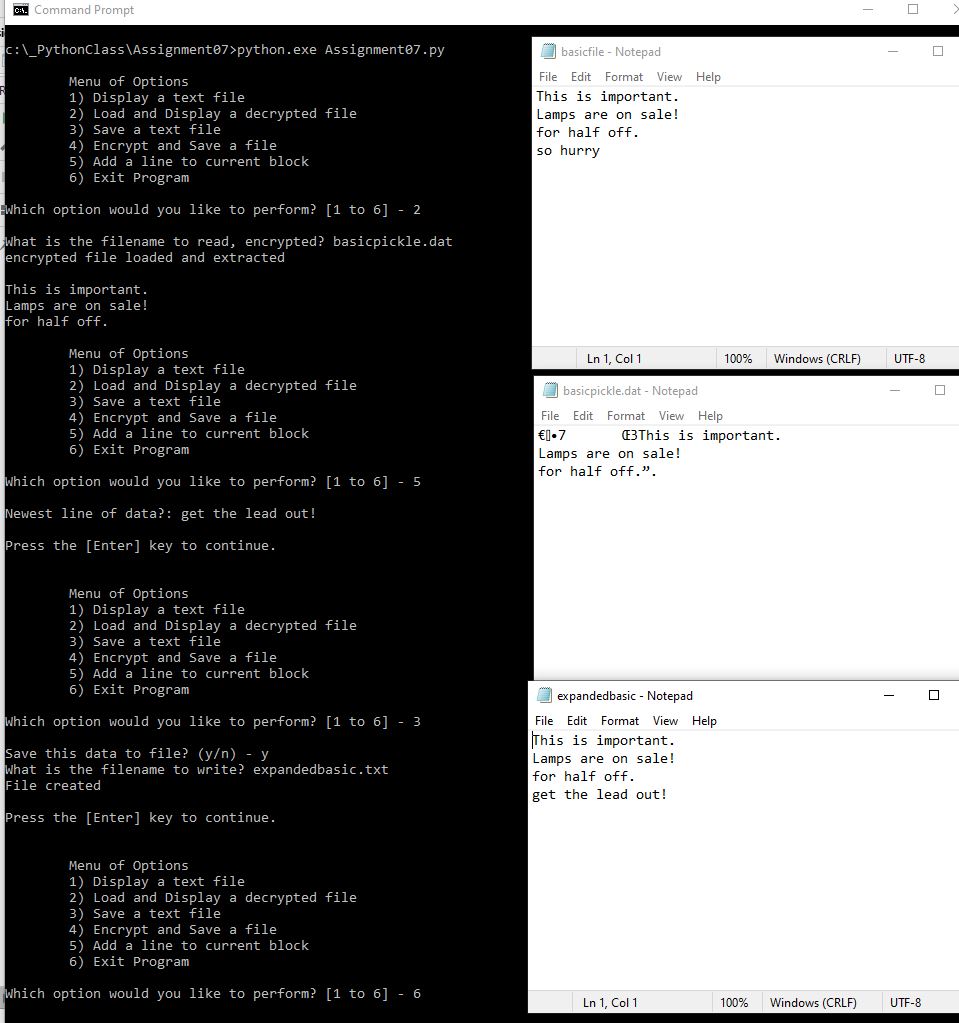 Command Prompt
c:\_PythonClass\Assignment07>python.exe Assignment07.py
Menu of Options
1) Display a text file
2) Load and Display a decrypted file
3) Save a text file
4) Encrypt and Save a file
5) Add a line to current block
6) Exit Program
Which option would you like to perform? [1 to 6] - 2
What is the filename to read, encrypted? basicpickle.dat
encrypted file loaded and extracted
This is important.
Lamps are on sale!
for half off.
Menu of Options
1) Display a text file
2) Load and Display a decrypted file
3) Save a text file
4) Encrypt and Save a file
5) Add a line to current block
6) Exit Program
Which option would you like to perform? [1 to 6] - 5
Newest line of data?: get the lead out!
Press the [Enter] key to continue.
Menu of Options
1) Display a text file
2) Load and Display a decrypted file
3) Save a text file
4) Encrypt and Save a file
5) Add a line to current block
6) Exit Program
Which option would you like to perform? [1 to 6] - 3
Save this data to file? (y/n) - y
What is the filename to write? expandedbasic.txt
File created
Press the [Enter] key to continue.
Menu of Options
1) Display a text file
2) Load and Display a decrypted file
3) Save a text file
4) Encrypt and Save a file
5) Add a line to current block
6) Exit Program
Which option would you like to perform? [1 to 6] - 6
basicfile - Notepad
File Edit Format View Help
This is important.
Lamps are on sale!
for half off.
so hurry
Ln 1, Col 1 100% Windows (CRLF) UTF-8
basicpickle.dat - Notepad
File Edit Format View Help
€▯•7 Œ3This is important.
Lamps are on sale!
for half off.”.
expandedbasic - Notepad
File Edit Format View Help
This is important.
Lamps are on sale!
for half off.
get the lead out!
Ln 1, Col 1 100% Windows (CRLF) UTF-8